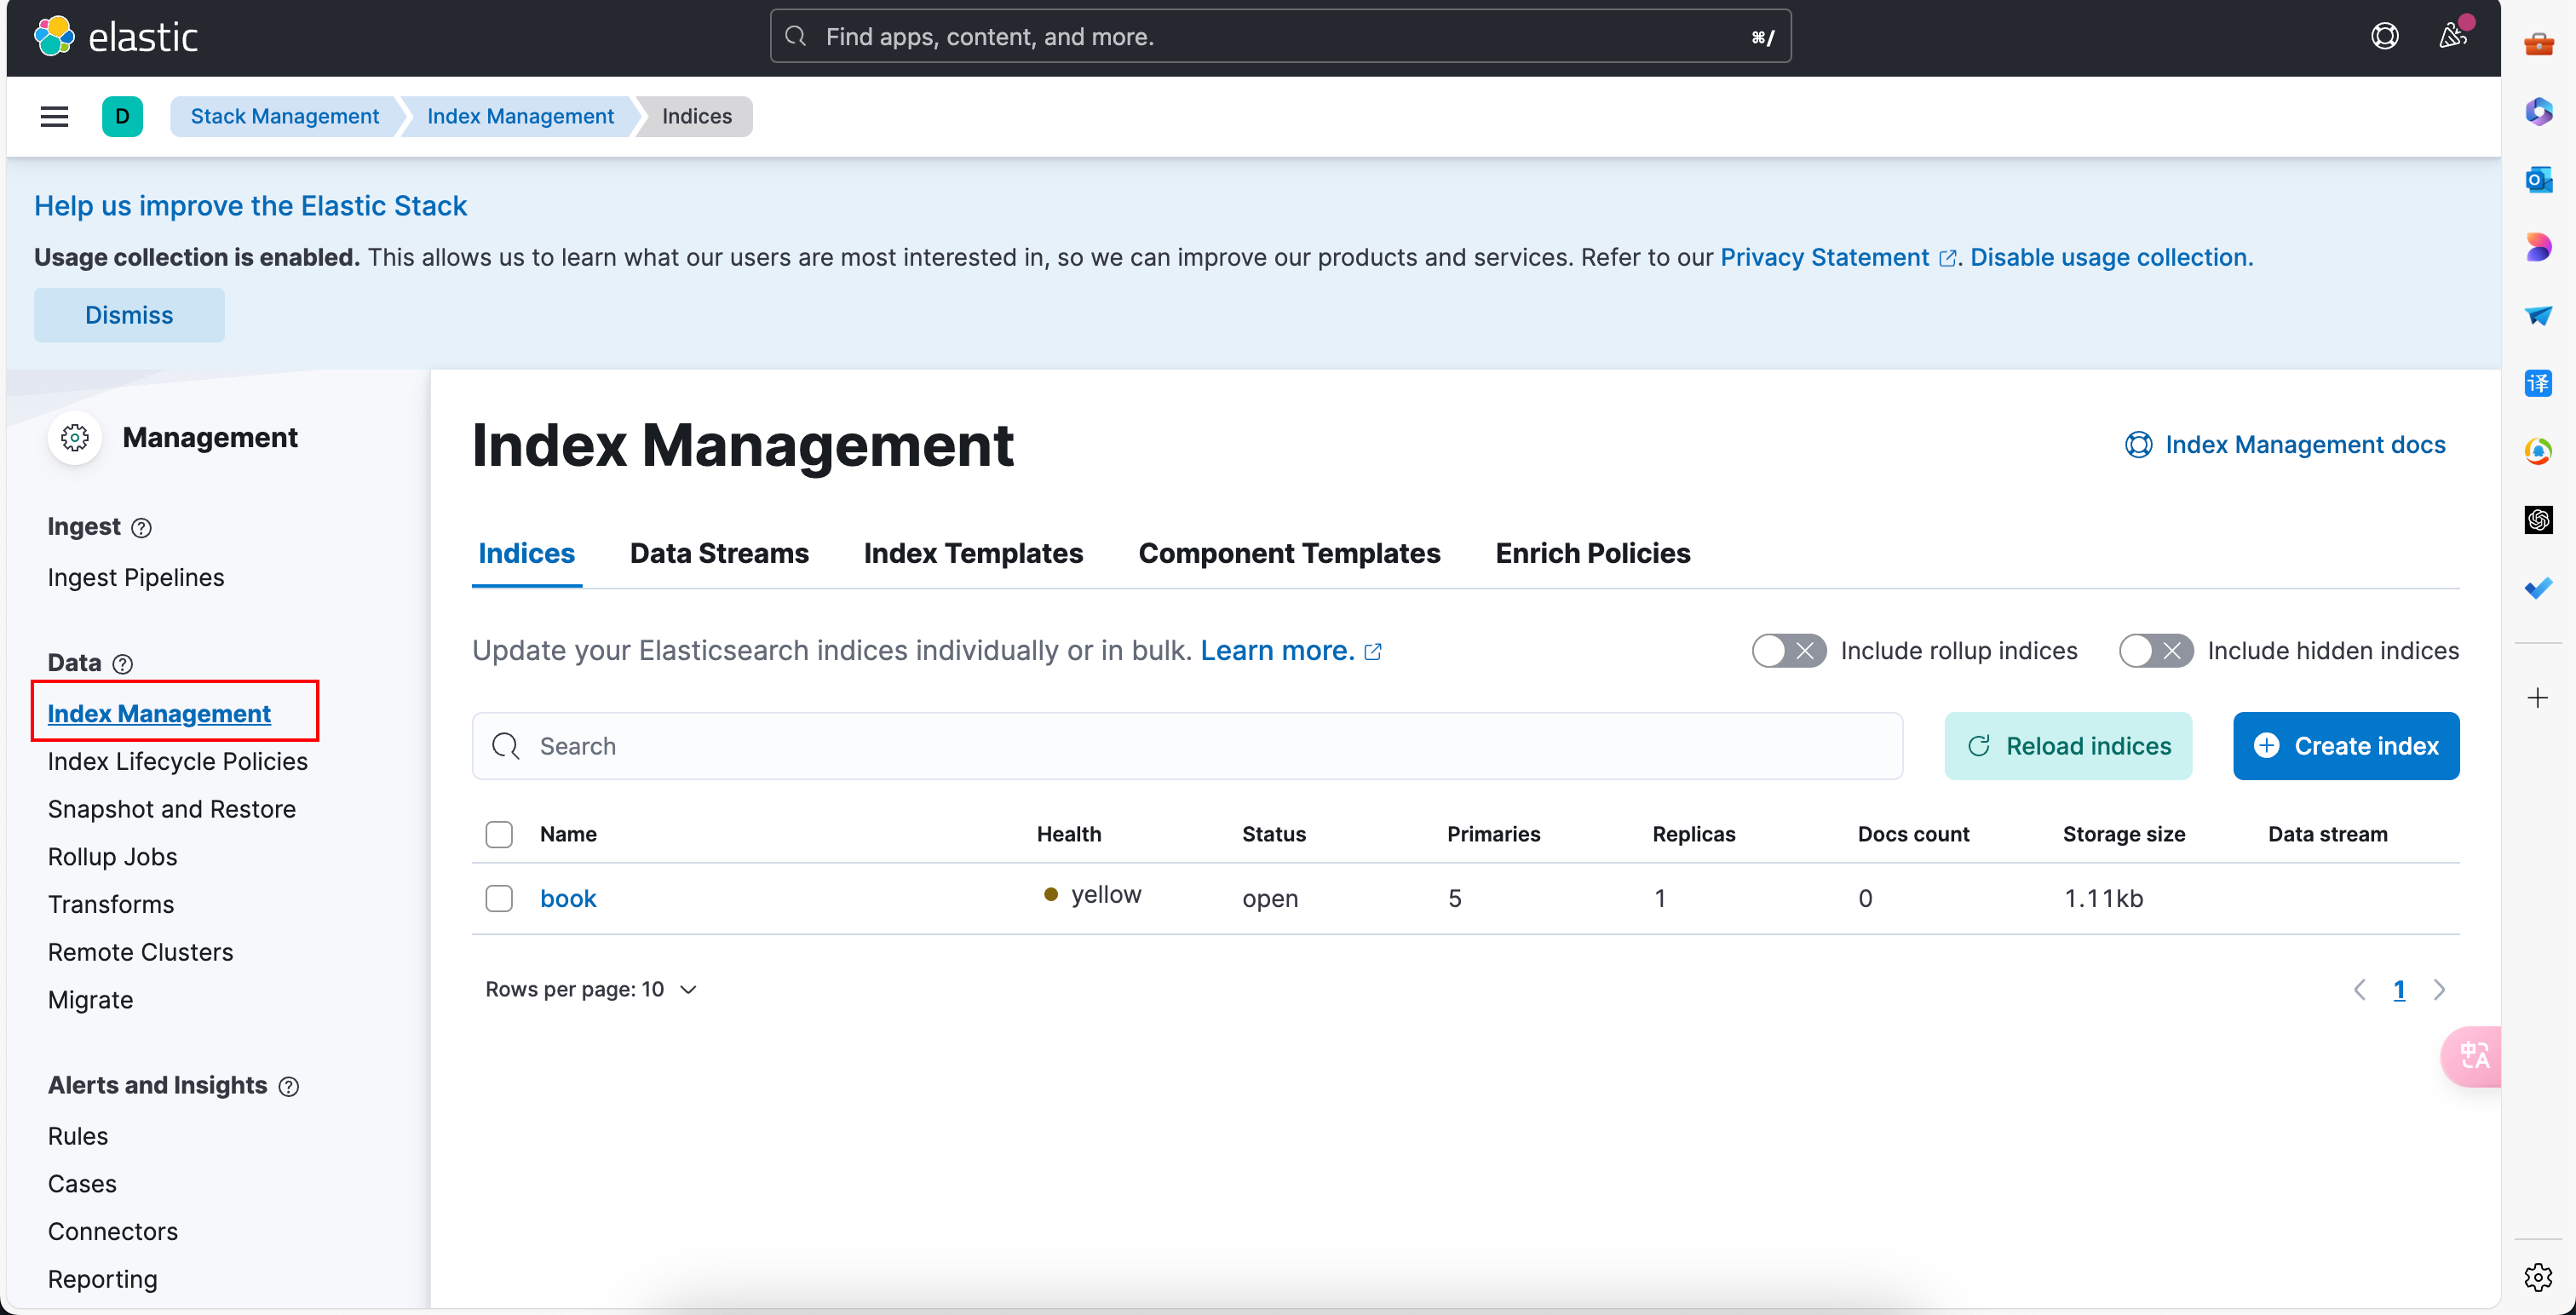 elastic
Find apps, content, and more.
⌘/
D
Stack Management
Index Management
Indices
Help us improve the Elastic Stack
Usage collection is enabled. This allows us to learn what our users are most interested in, so we can improve our products and services. Refer to our Privacy Statement. Disable usage collection.
Dismiss
Management
Ingest
Ingest Pipelines
Data
Index Management
Index Lifecycle Policies
Snapshot and Restore
Rollup Jobs
Transforms
Remote Clusters
Migrate
Alerts and Insights
Rules
Cases
Connectors
Reporting
Index Management
Index Management docs
Indices Data Streams Index Templates Component Templates Enrich Policies
Update your Elasticsearch indices individually or in bulk. Learn more.
Include rollup indices
Include hidden indices
Search
Reload indices
Create index
Name Health Status Primaries Replicas Docs count Storage size Data stream
book yellow open 5 1 0 1.11kb
Rows per page: 10
1
译
中A